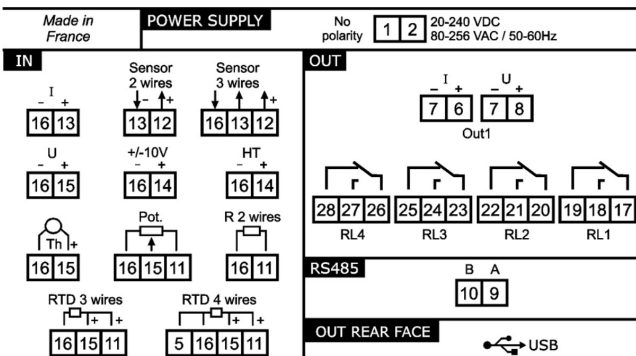 Made in
France
POWER SUPPLY
No
polarity
1 2
20-240 VDC
80-256 VAC / 50-60Hz
IN
I
- +
16 13
Sensor
2 wires
- +
13 12
Sensor
3 wires
+
16 13 12
U
- +
16 15
+/-10V
- +
16 14
HT
- +
16 14
Th +
16 15
Pot.
16 15 11
R 2 wires
16 11
RTD 3 wires
+ +
16 15 11
RTD 4 wires
+ +
5 16 15 11
OUT
I
- +
7 6
U
- +
7 8
Out1
28 27 26
RL4
25 24 23
RL3
22 21 20
RL2
19 18 17
RL1
RS485
B A
10 9
OUT REAR FACE
USB